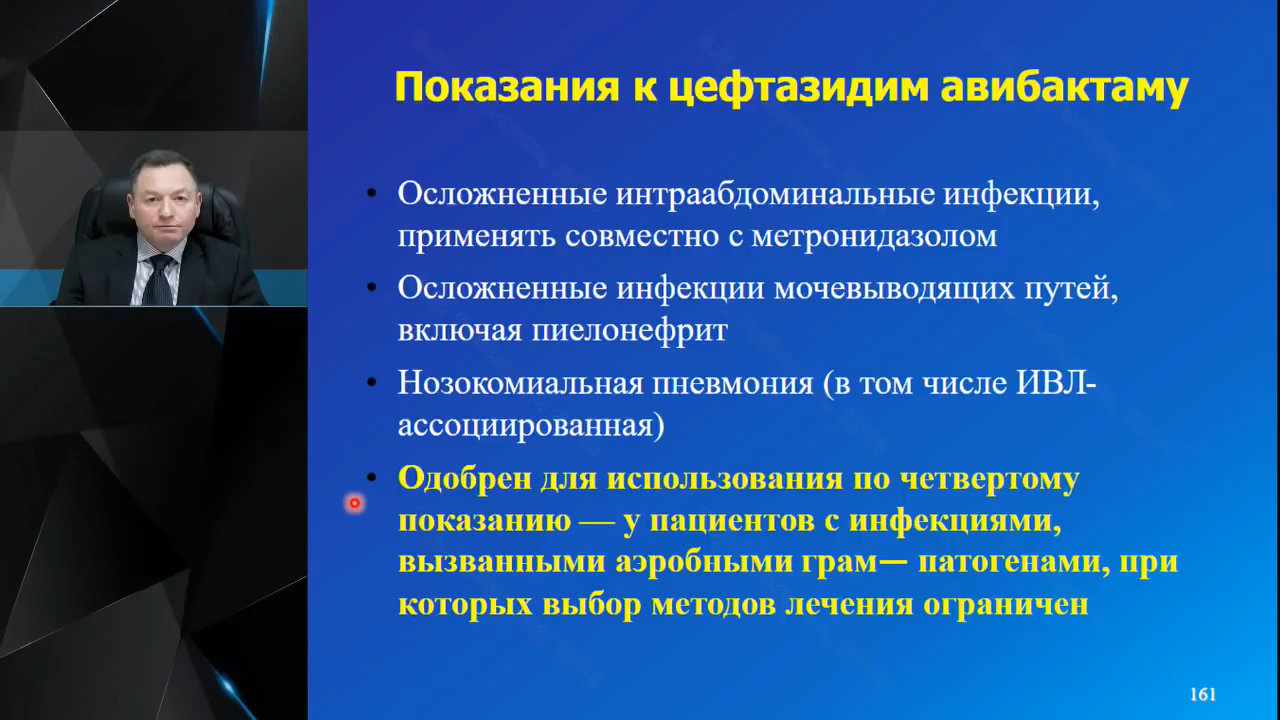 Показания к цефтазидим авибактаму
• Осложненные интраабдоминальные инфекции,
применять совместно с метронидазолом
• Осложненные инфекции мочевыводящих путей,
включая пиелонефрит
• Нозокомиальная пневмония (в том числе ИВЛ-
ассоциированная)
• Одобрен для использования по четвертому
показанию — у пациентов с инфекциями,
вызванными аэробными грам— патогенами, при
которых выбор методов лечения ограничен
161